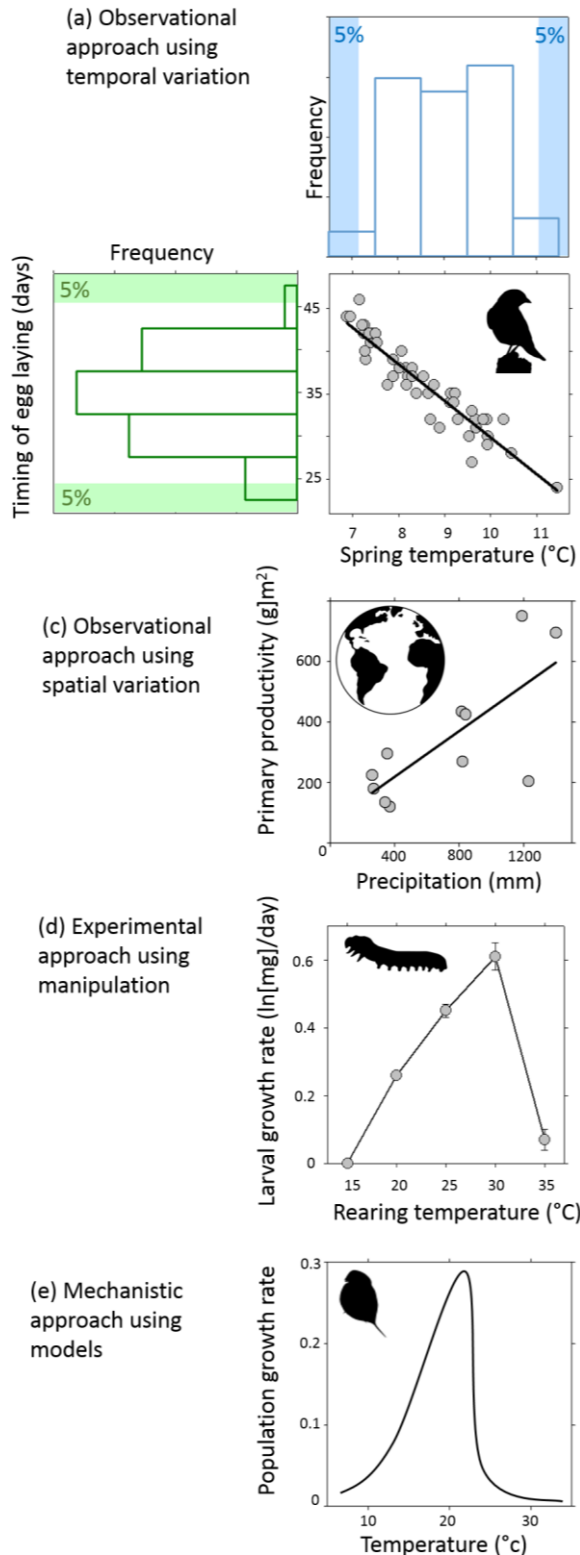 (a) Observational
approach using
temporal variation
5%
5%
Frequency
Frequency
5%
5%
Timing of egg laying (days)
45
35
25
7
8
9
10
11
Spring temperature (°C)
(c) Observational
approach using
spatial variation
Primary productivity (g]m²)
600
400
200
0
400
800
1200
Precipitation (mm)
(d) Experimental
approach using
manipulation
Larval growth rate (ln[mg]/day)
0.6
0.4
0.2
0
15
20
25
30
35
Rearing temperature (°C)
(e) Mechanistic
approach using
models
Population growth rate
0.3
0.2
0.1
0
10
20
30
Temperature (°c)